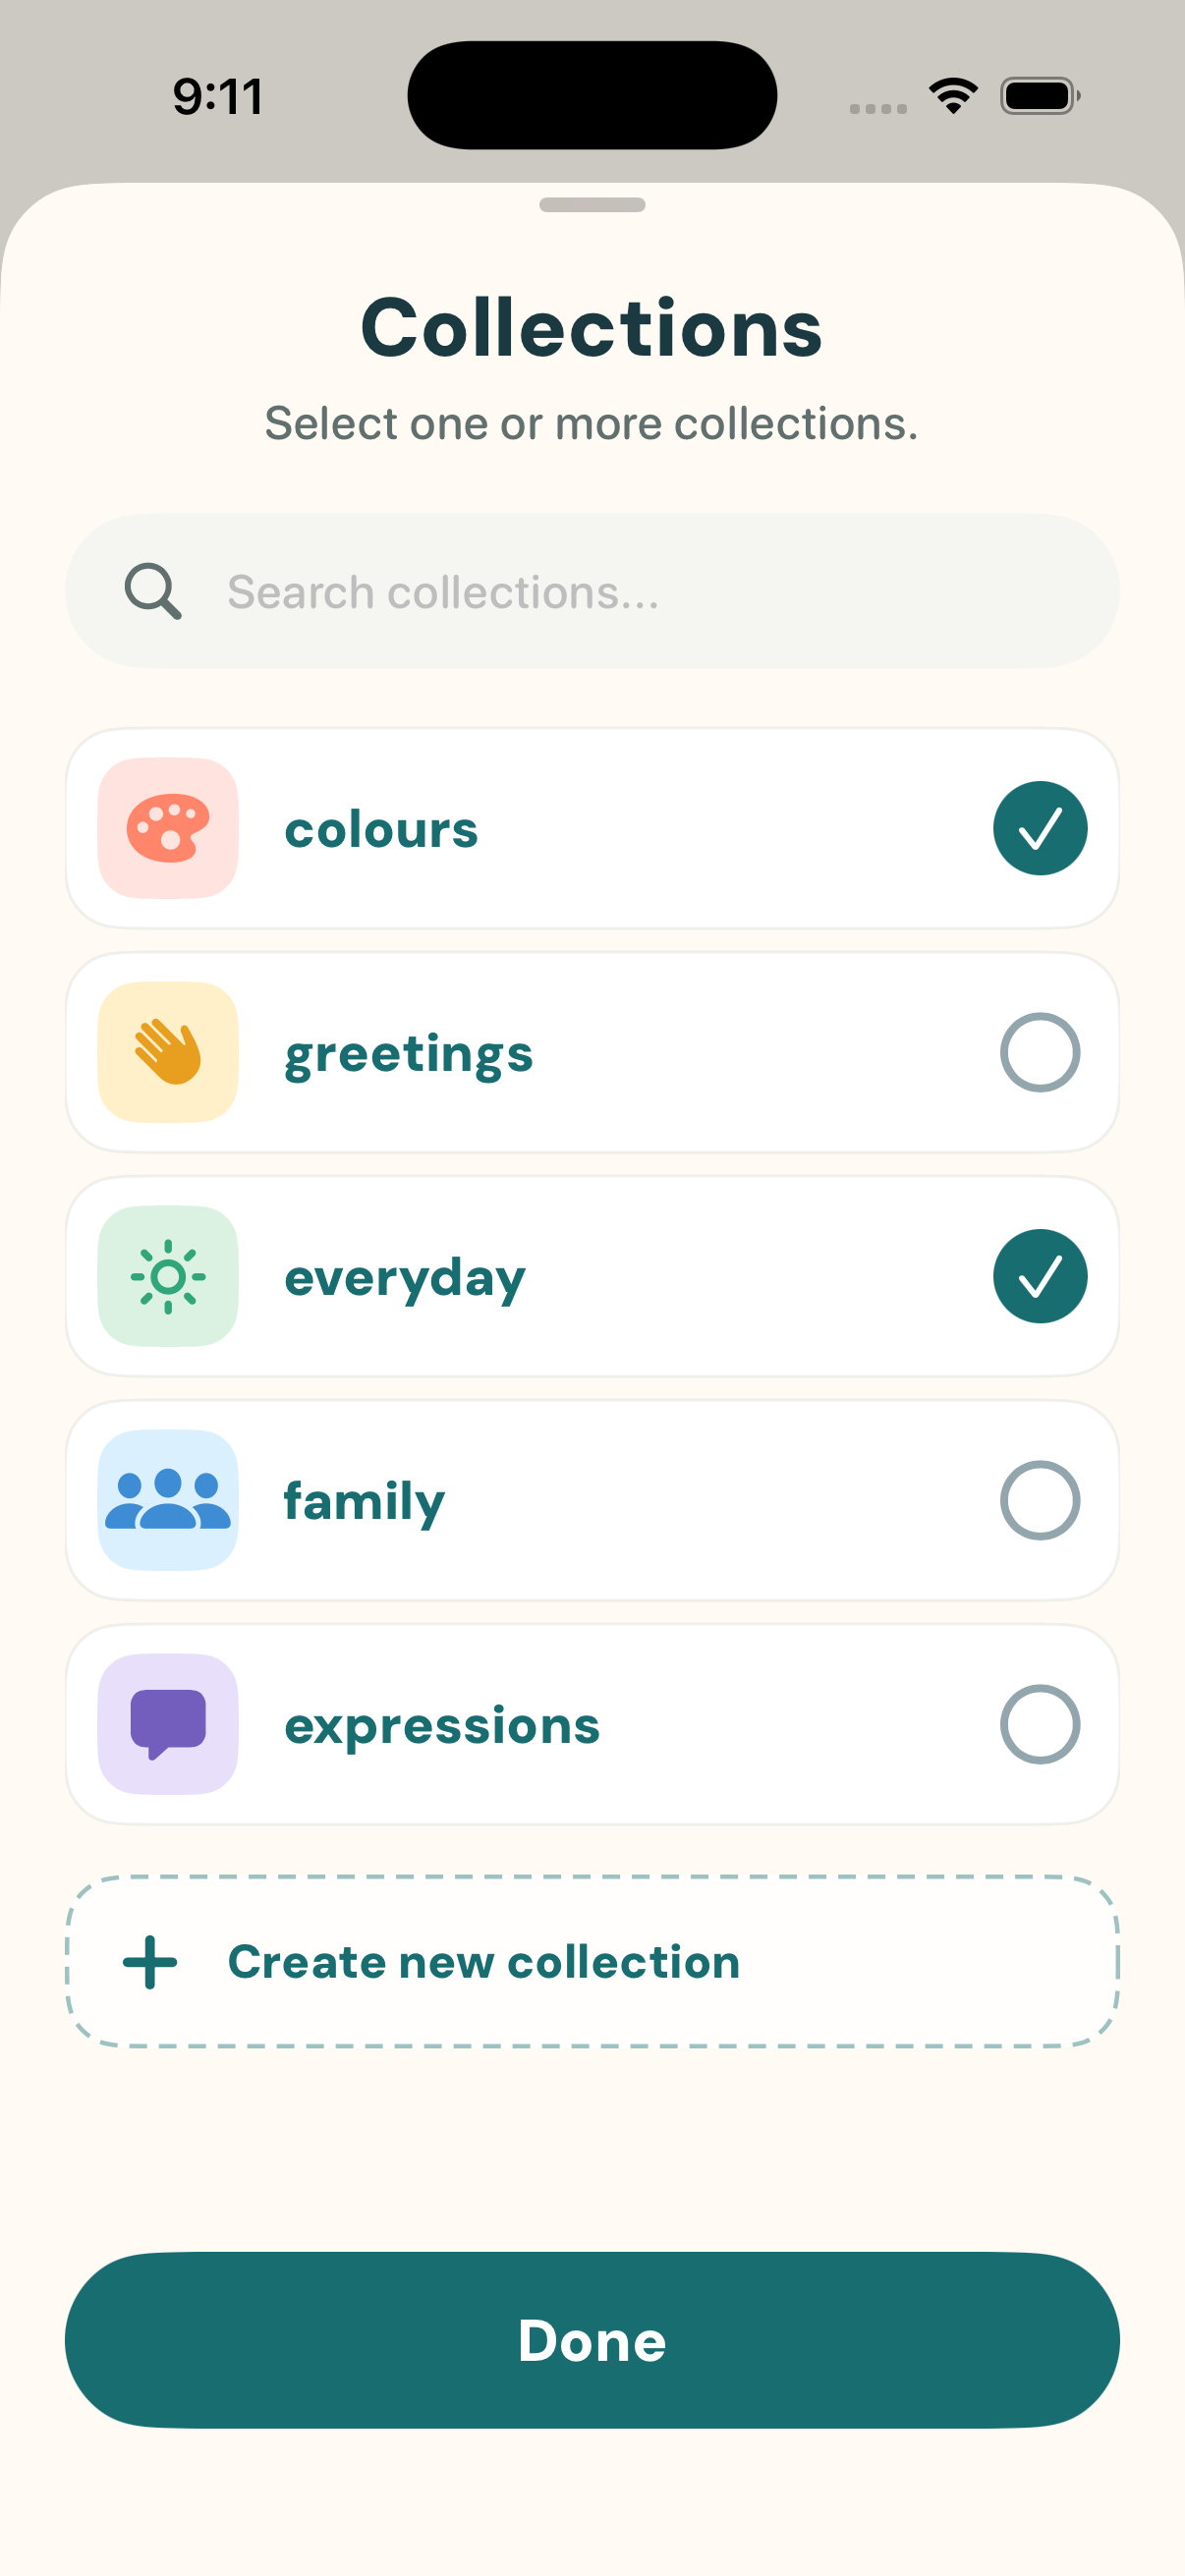 9:11
Collections
Select one or more collections.
Search collections...
colours
greetings
everyday
family
expressions
Create new collection
Done